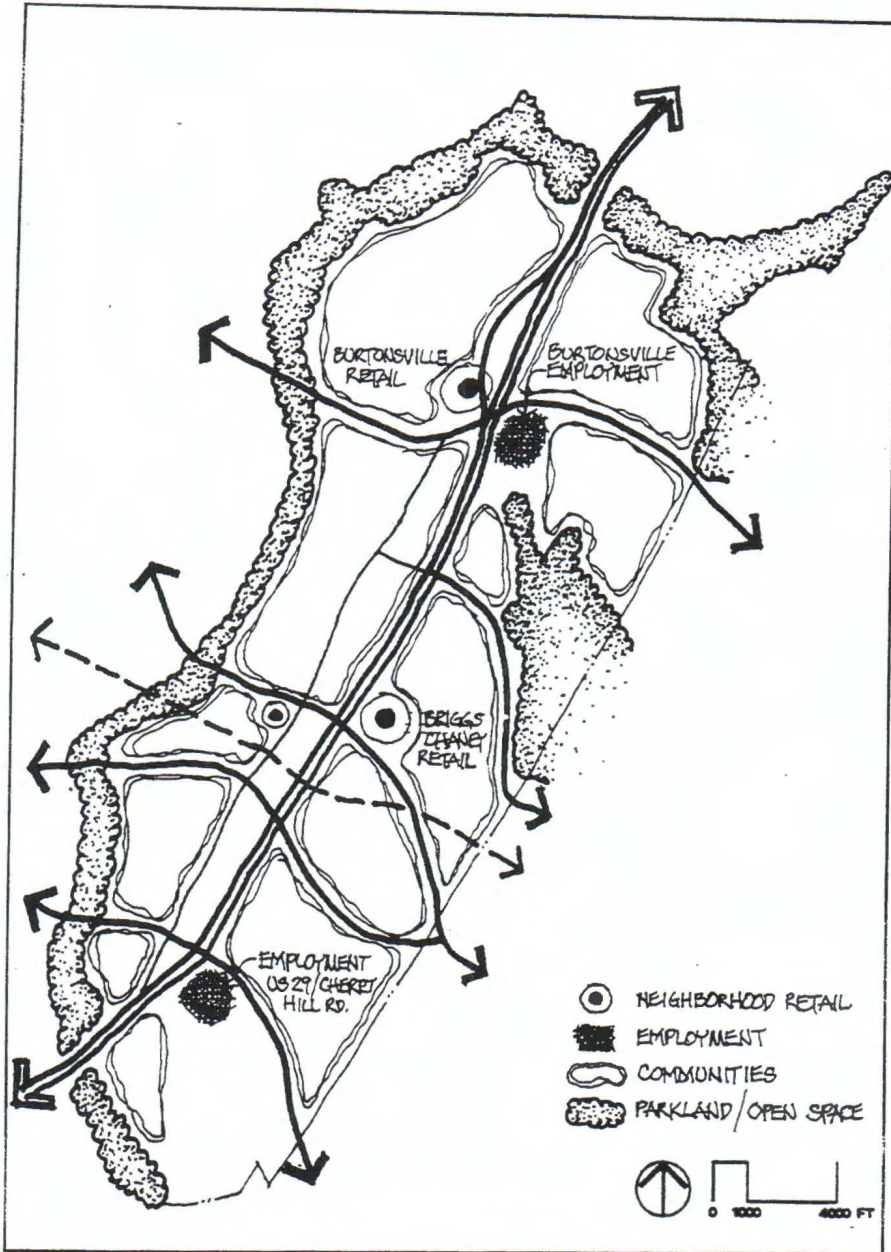 BURTONSVILLE
RETAIL
BURTONSVILLE
EMPLOYMENT
BRIGGS
CHANEY
RETAIL
EMPLOYMENT
US 29/CHERRY
HILL RD.
NEIGHBORHOOD RETAIL
EMPLOYMENT
COMMUNITIES
PARKLAND/OPEN SPACE
0 1000 4000 FT